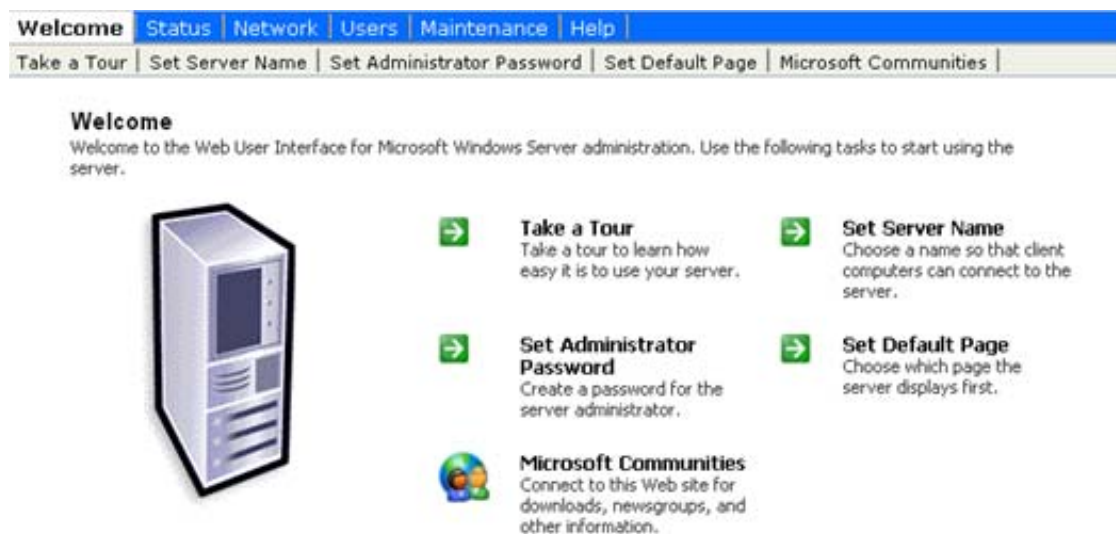 Welcome Status Network Users Maintenance Help
Take a Tour Set Server Name Set Administrator Password Set Default Page Microsoft Communities
Welcome
Welcome to the Web User Interface for Microsoft Windows Server administration. Use the following tasks to start using the
server.
Take a Tour
Take a tour to learn how
easy it is to use your server.
Set Server Name
Choose a name so that client
computers can connect to the
server.
Set Administrator
Password
Create a password for the
server administrator.
Set Default Page
Choose which page the
server displays first.
Microsoft Communities
Connect to this Web site for
downloads, newsgroups, and
other information.